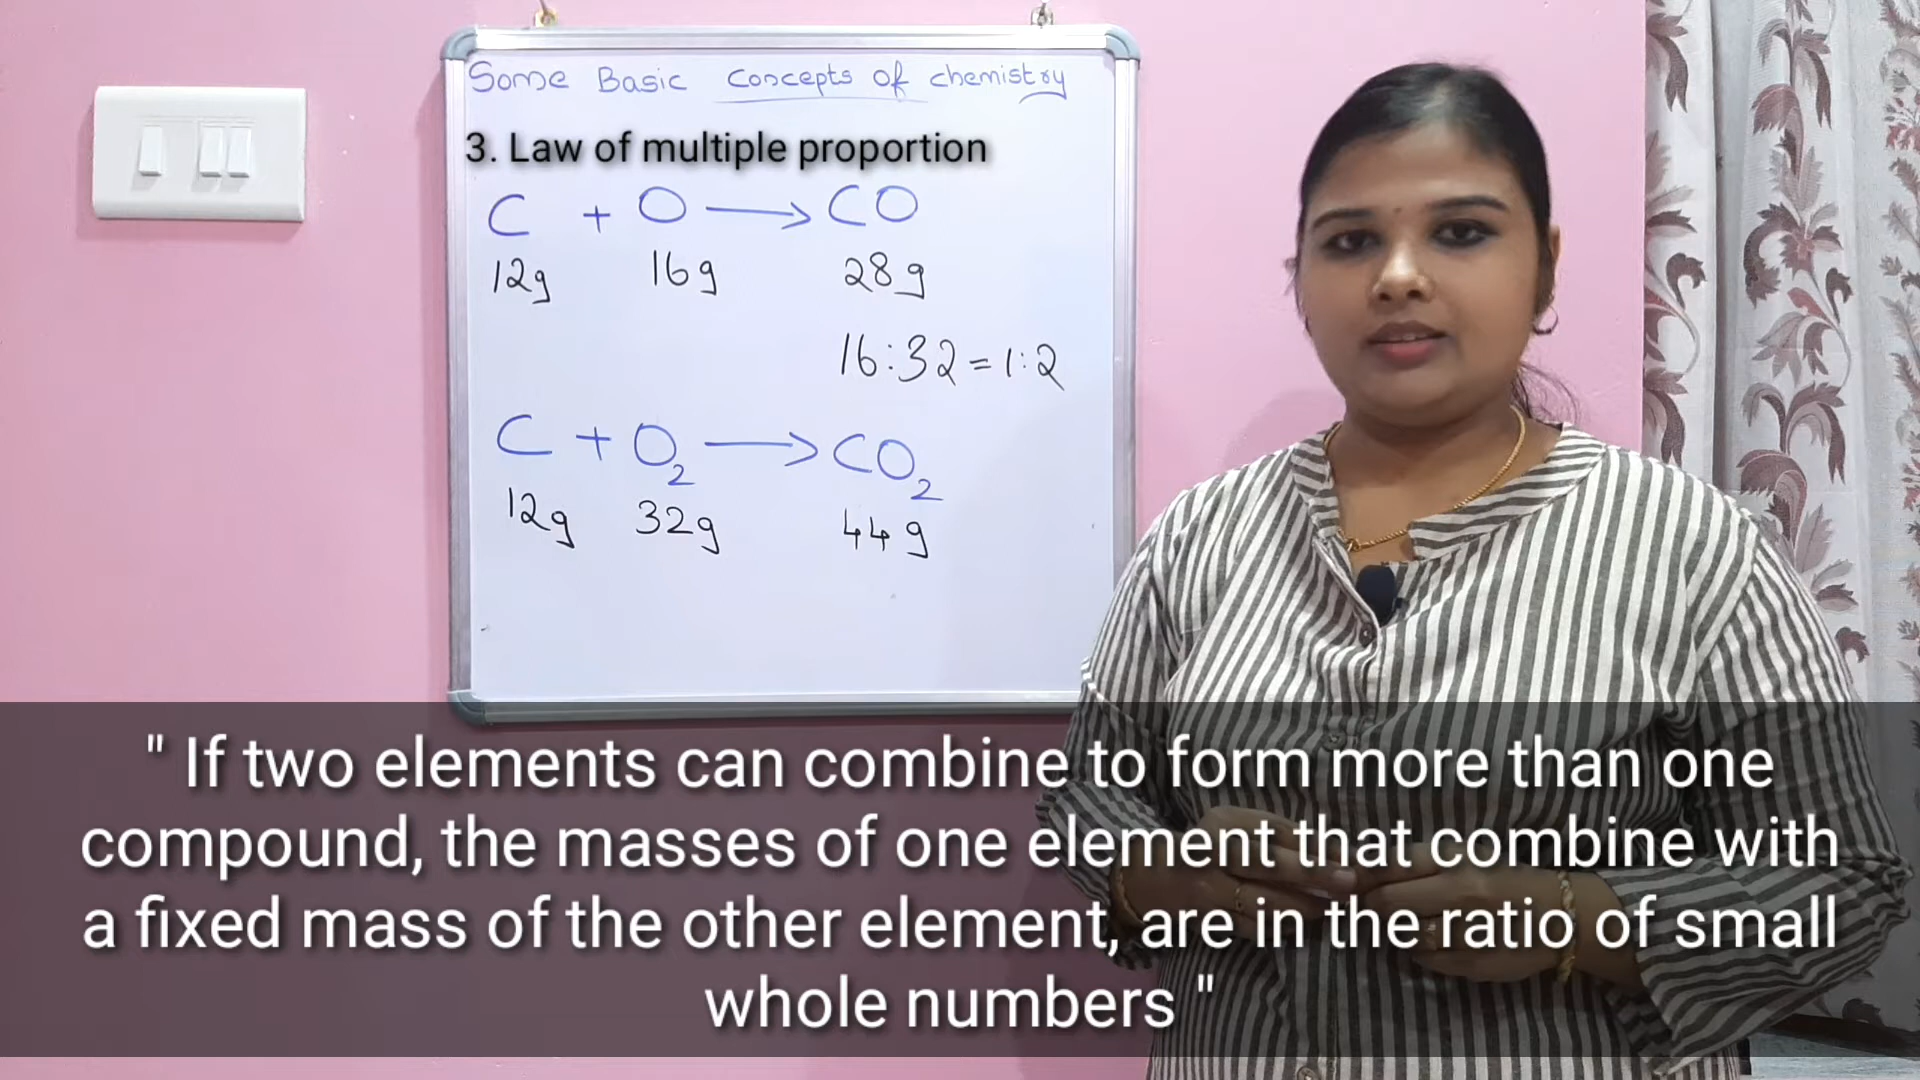 Some Basic Concepts of chemistry
3. Law of multiple proportion
C + O ⟶ CO
12g 16g 28g
16:32=1:2
C + O₂ ⟶ CO₂
12g 32g 44g
" If two elements can combine to form more than one
compound, the masses of one element that combine with
a fixed mass of the other element, are in the ratio of small
whole numbers "